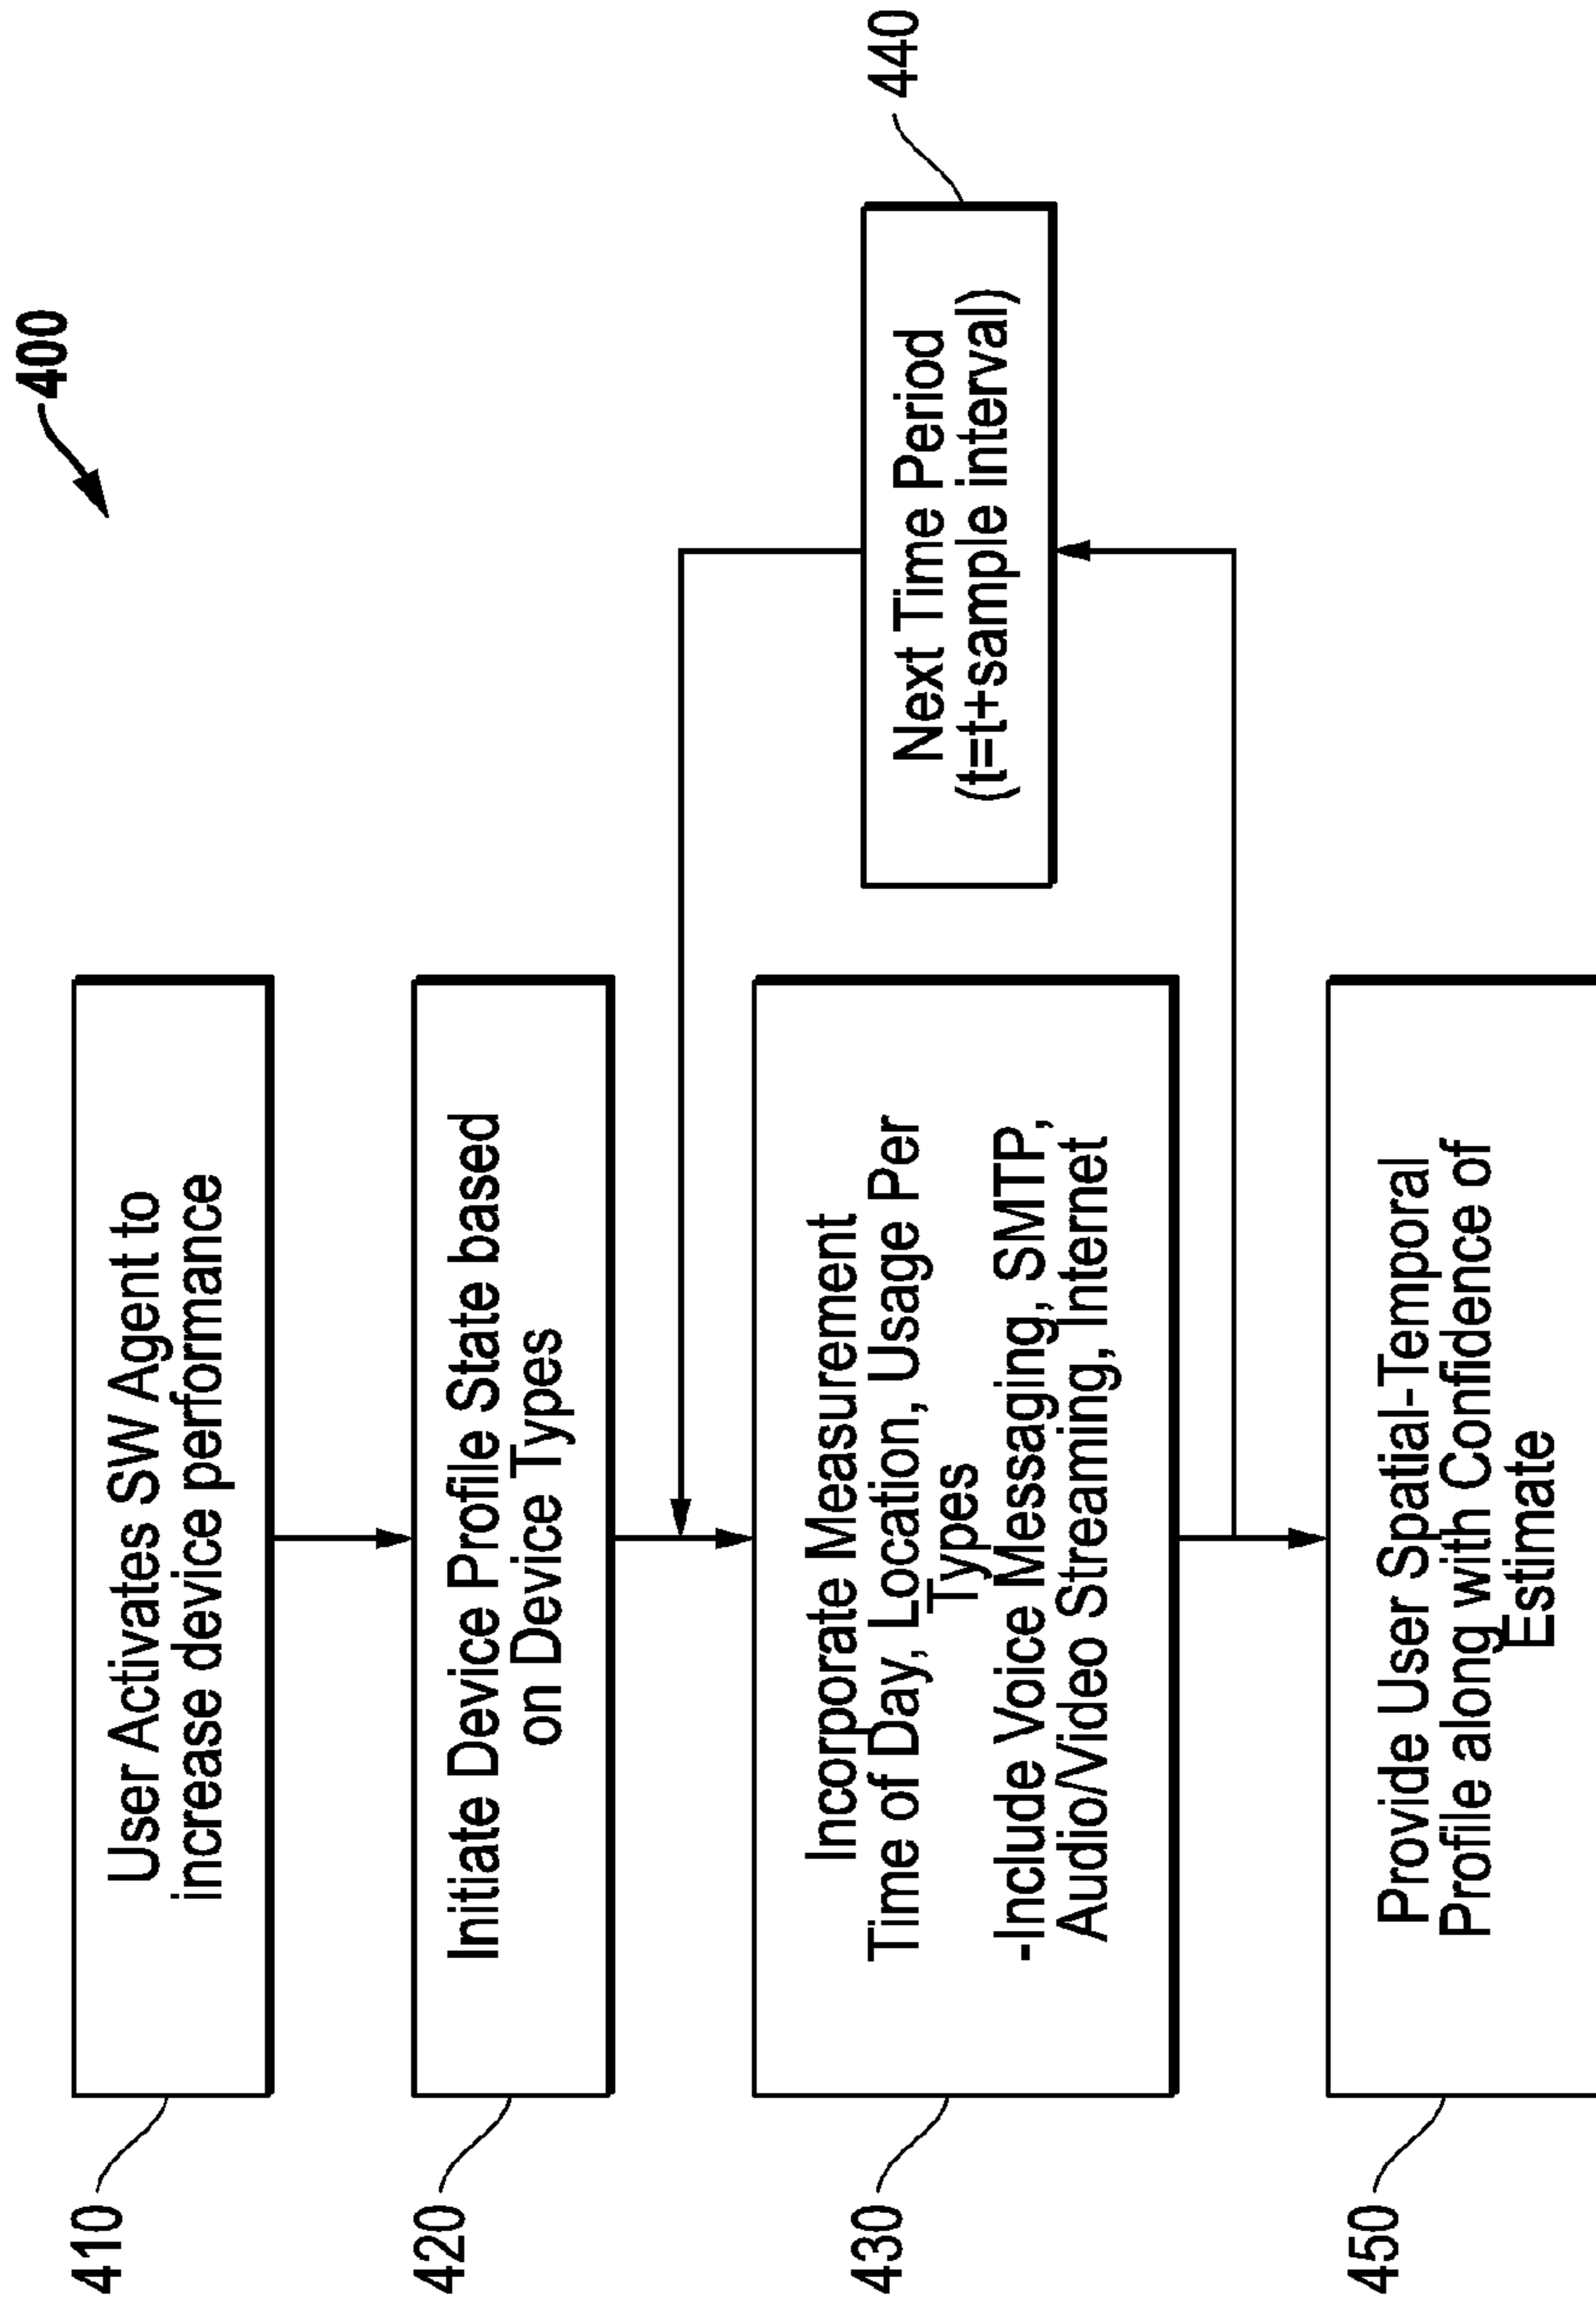 400
410
User Activates SW Agent to
increase device performance
420
Initiate Device Profile State based
on Device Types
430
Incorporate Measurement
Time of Day, Location, Usage Per
Types
-Include Voice Messaging, SMTP,
Audio/Video Streaming, Internet
440
Next Time Period
(t=t+sample interval)
450
Provide User Spatial-Temporal
Profile along with Confidence of
Estimate